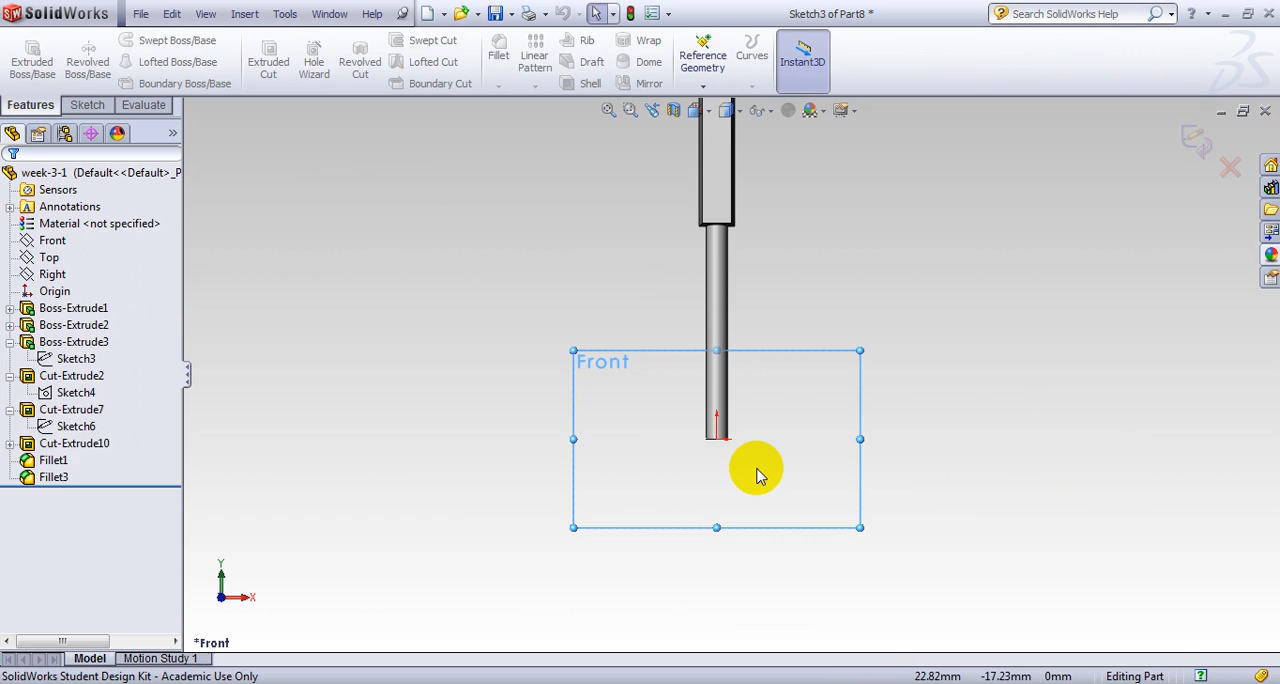 SolidWorks
File Edit View Insert Tools Window Help
Sketch3 of Part8 *
Search SolidWorks Help
Extruded Boss/Base
Revolved Boss/Base
Swept Boss/Base
Lofted Boss/Base
Boundary Boss/Base
Extruded Cut
Hole Wizard
Revolved Cut
Swept Cut
Lofted Cut
Boundary Cut
Fillet
Linear Pattern
Rib
Draft
Shell
Wrap
Dome
Mirror
Reference Geometry
Curves
Instant3D
Features Sketch Evaluate
week-3-1 (Default<<Default>_P
Sensors
Annotations
Material <not specified>
Front
Top
Right
Origin
Boss-Extrude1
Boss-Extrude2
Boss-Extrude3
Sketch3
Cut-Extrude2
Sketch4
Cut-Extrude7
Sketch6
Cut-Extrude10
Fillet1
Fillet3
Front
Y
X
*Front
Model Motion Study 1
SolidWorks Student Design Kit - Academic Use Only
22.82mm -17.23mm 0mm Editing Part